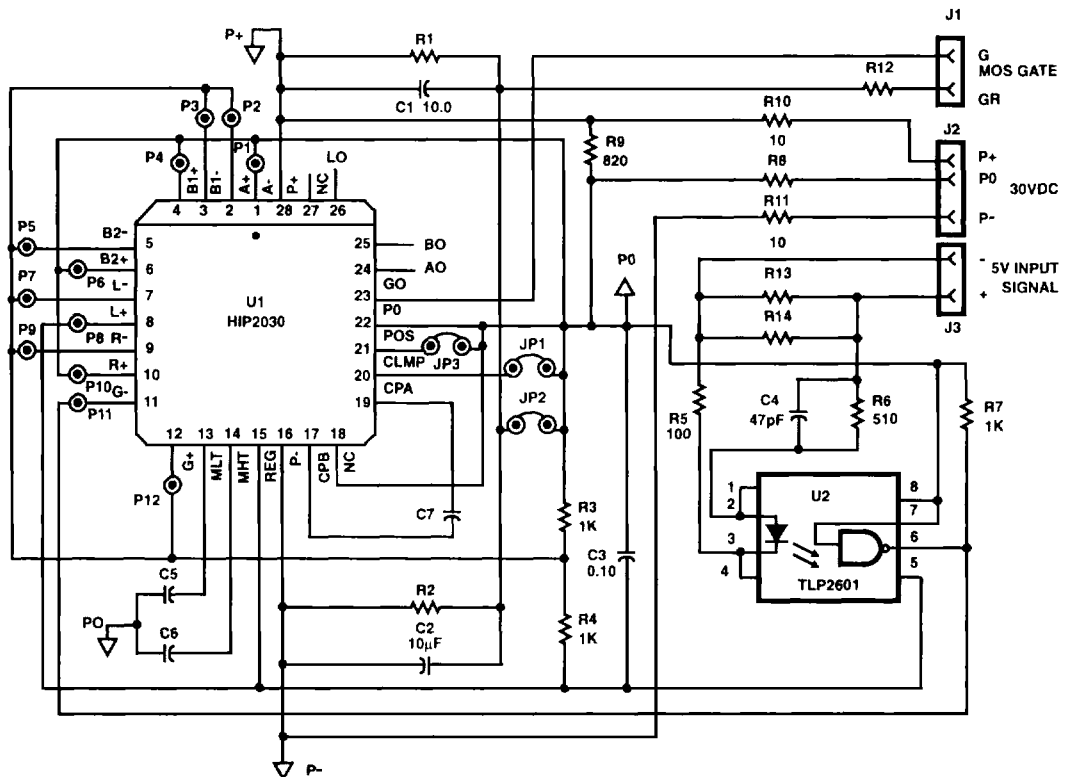 J1
P+
R1
G
MOS GATE
R12
GR
C1 10.0
P3
P2
R10
10
J2
P+
P1
R9
820
R8
P0
30VDC
P4
LO
R11
10
P-
B1+
B1-
A+
A-
P+
NC
4
3
2
1
28
27
26
P5
B2-
5
25
BO
-
5V INPUT
SIGNAL
B2+
6
24
AO
P0
R13
+
P7
P6
L-
7
GO
23
U1
HIP2030
R14
J3
L+
8
P0
22
P9
P8
R-
9
POS
21
JP3
JP1
R+
10
CLMP
20
P10
G-
11
CPA
19
JP2
C4
47pF
R6
510
R7
1K
P11
R5
100
12
13
14
15
16
17
18
G+
MLT
MHT
REG
P-
CPB
NC
P12
1
2
U2
8
7
C7
R3
1K
3
6
C3
0.10
5
4
TLP2601
C5
R2
PO
C6
C2
10μF
R4
1K
P-